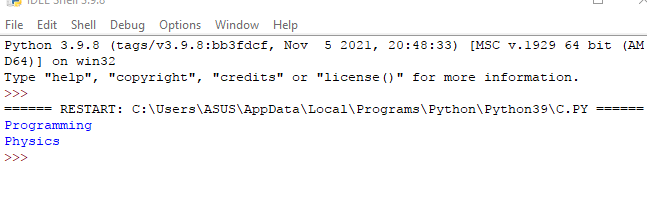 IDLE Shell 3.9.8
File Edit Shell Debug Options Window Help
Python 3.9.8 (tags/v3.9.8:bb3fdcf, Nov  5 2021, 20:48:33) [MSC v.1929 64 bit (AM
D64)] on win32
Type "help", "copyright", "credits" or "license()" for more information.
>>>
====== RESTART: C:\Users\ASUS\AppData\Local\Programs\Python\Python39\C.PY ======
Programming
Physics
>>>